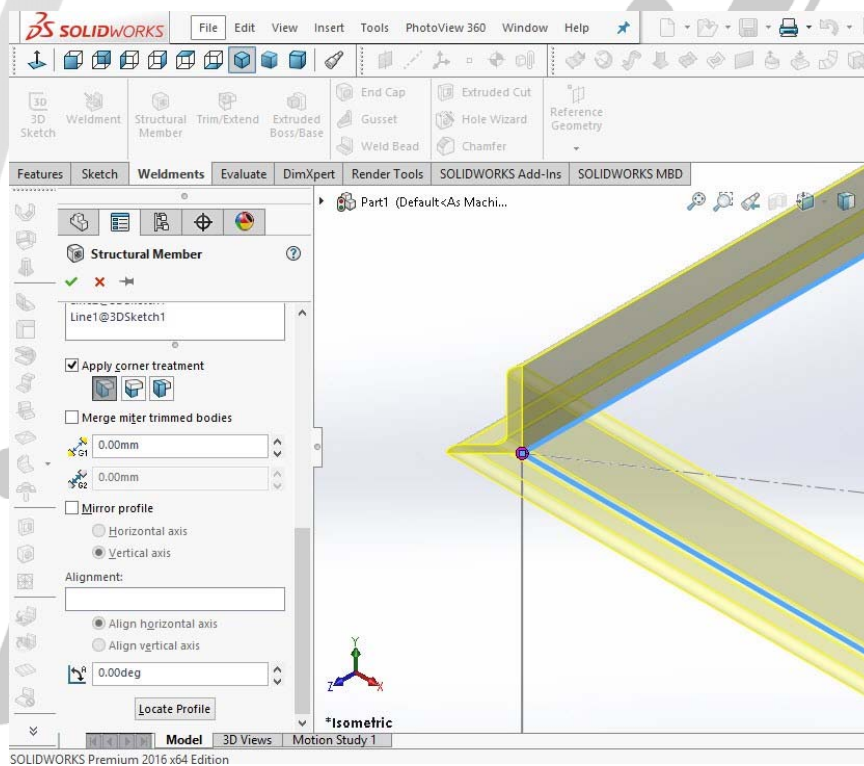 SOLIDWORKS File Edit View Insert Tools PhotoView 360 Window Help
3D
3D Sketch
Weldment
Structural Member
Trim/Extend
Extruded Boss/Base
End Cap
Gusset
Weld Bead
Extruded Cut
Hole Wizard
Chamfer
Reference Geometry
Features Sketch Weldments Evaluate DimXpert Render Tools SOLIDWORKS Add-Ins SOLIDWORKS MBD
Part1 (Default<As Machi...
Structural Member
Line1@3DSketch1
Apply corner treatment
Merge miter trimmed bodies
G1 0.00mm
G2 0.00mm
Mirror profile
Horizontal axis
Vertical axis
Alignment:
Align horizontal axis
Align vertical axis
0.00deg
Locate Profile
Y
Z X
*Isometric
Model 3D Views Motion Study 1
SOLIDWORKS Premium 2016 x64 Edition